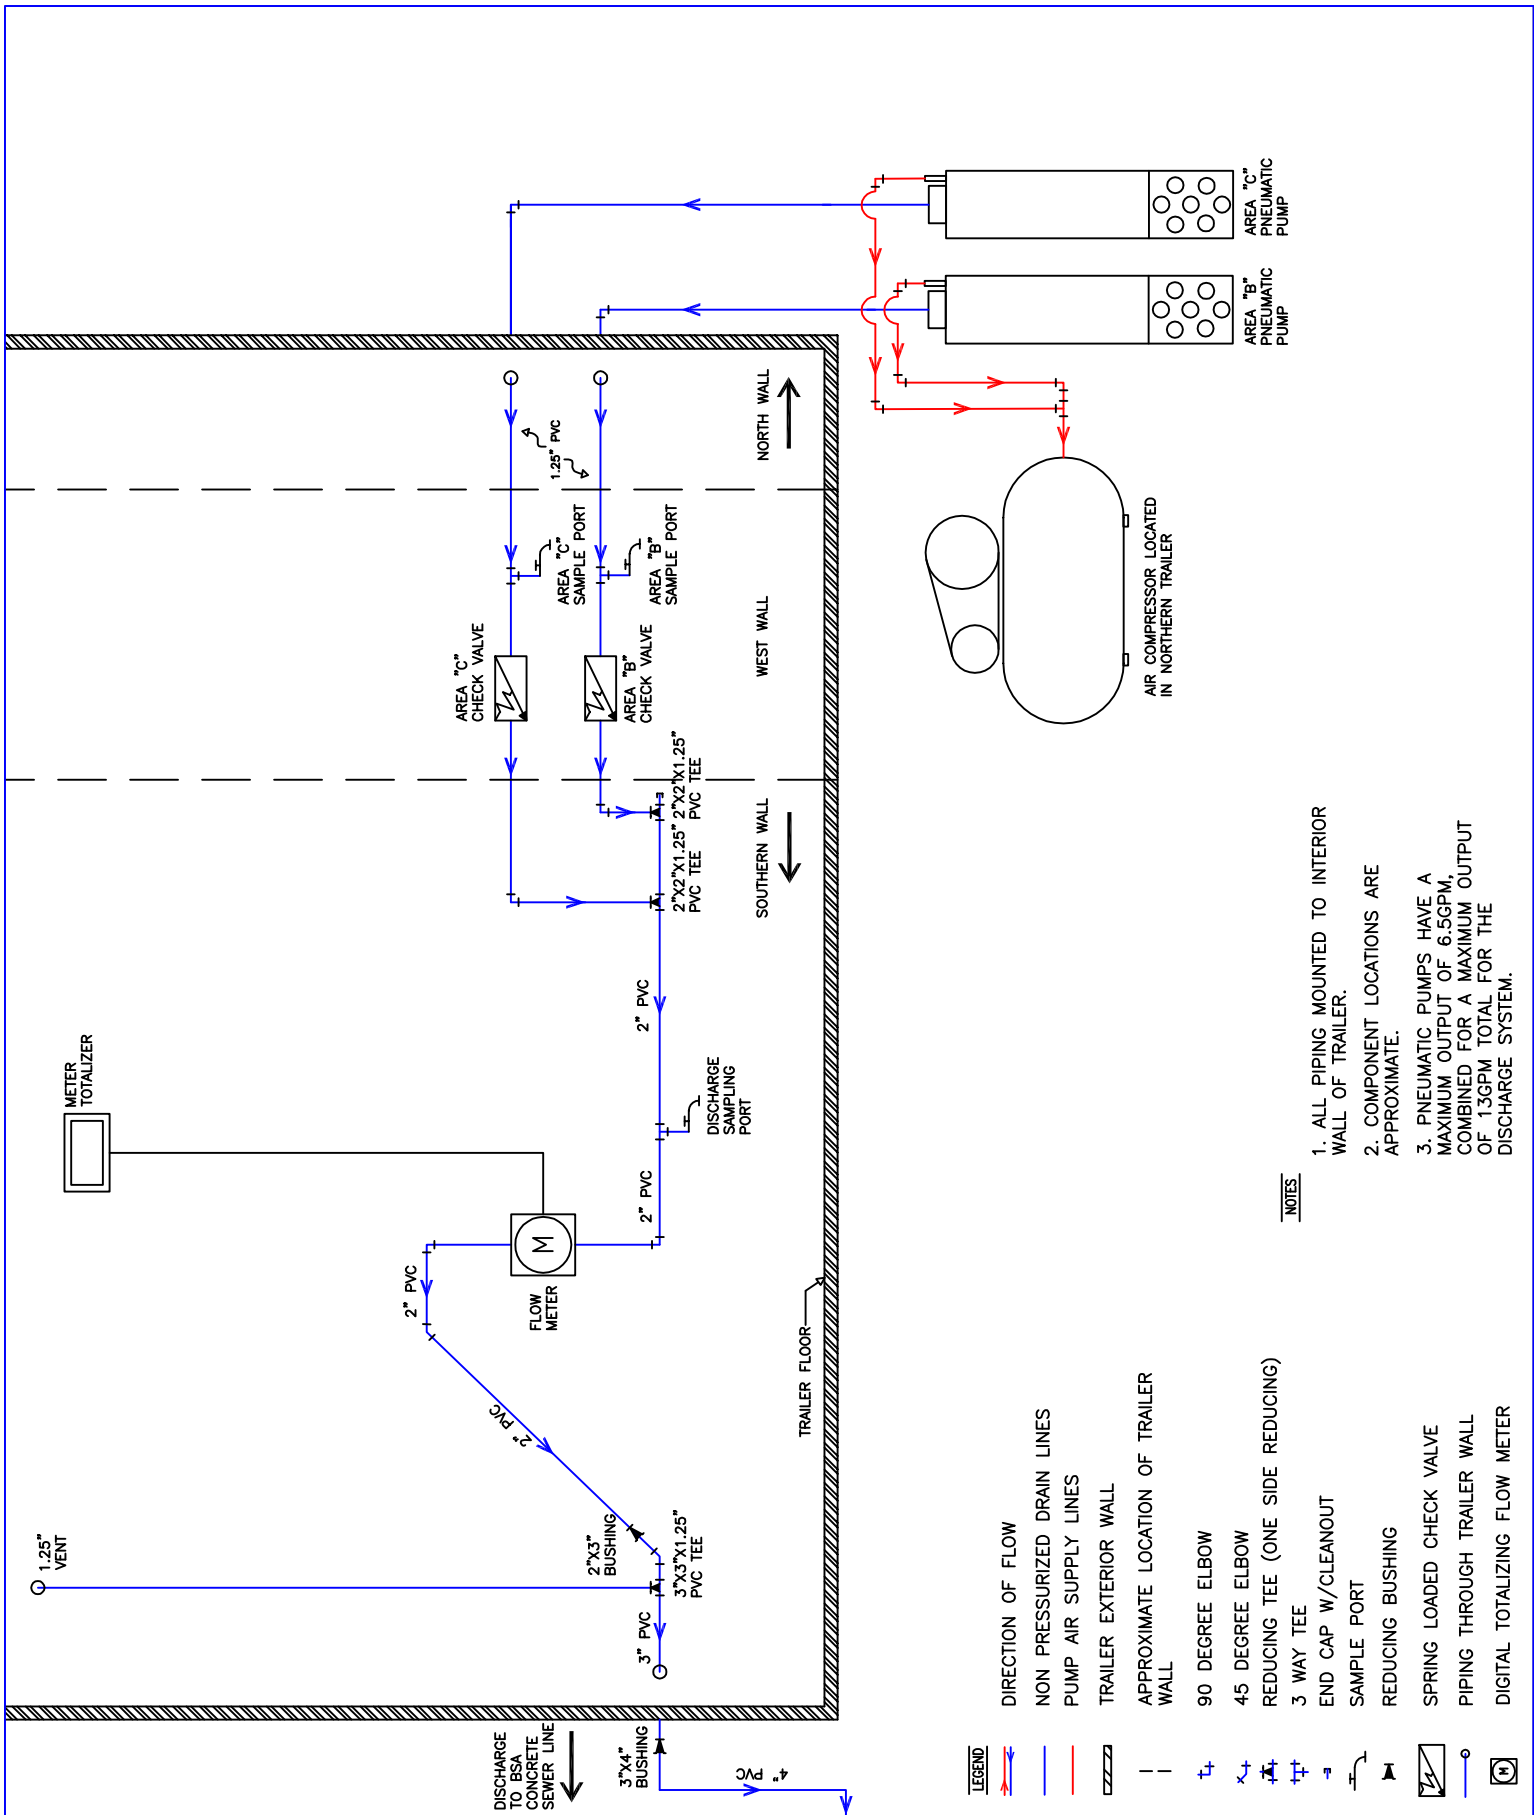 1.25"
VENT
METER
TOTALIZER
2" PVC
2" PVC
FLOW
METER
2" PVC
DISCHARGE
SAMPLING
PORT
2" PVC
2"X3"
BUSHING
3"X3"X1.25"
PVC TEE
3" PVC
DISCHARGE
TO BSA
CONCRETE
SEWER LINE
3"X4"
BUSHING
4" PVC
2"X2"X1.25"
PVC TEE
2"X2"X1.25"
PVC TEE
AREA "C"
CHECK VALVE
AREA "B"
CHECK VALVE
AREA "C"
SAMPLE PORT
AREA "B"
SAMPLE PORT
1.25" PVC
SOUTHERN WALL
WEST WALL
NORTH WALL
TRAILER FLOOR
AIR COMPRESSOR LOCATED
IN NORTHERN TRAILER
AREA "B"
PNEUMATIC
PUMP
AREA "C"
PNEUMATIC
PUMP
M
LEGEND
DIRECTION OF FLOW
NON PRESSURIZED DRAIN LINES
PUMP AIR SUPPLY LINES
TRAILER EXTERIOR WALL
APPROXIMATE LOCATION OF TRAILER
WALL
90 DEGREE ELBOW
45 DEGREE ELBOW
REDUCING TEE (ONE SIDE REDUCING)
3 WAY TEE
END CAP W/CLEANOUT
SAMPLE PORT
REDUCING BUSHING
SPRING LOADED CHECK VALVE
PIPING THROUGH TRAILER WALL
M
DIGITAL TOTALIZING FLOW METER
NOTES
1. ALL PIPING MOUNTED TO INTERIOR
WALL OF TRAILER.
2. COMPONENT LOCATIONS ARE
APPROXIMATE.
3. PNEUMATIC PUMPS HAVE A
MAXIMUM OUTPUT OF 6.5GPM,
COMBINED FOR A MAXIMUM OUTPUT
OF 13GPM TOTAL FOR THE
DISCHARGE SYSTEM.